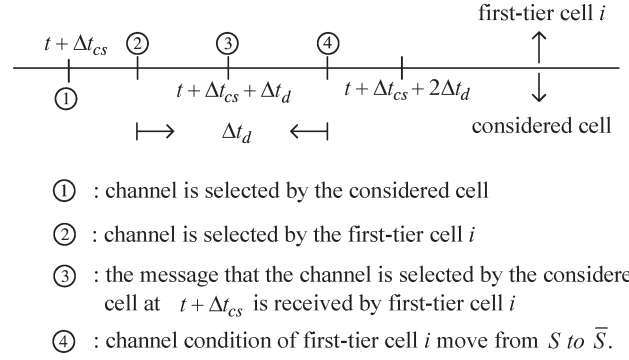 first-tier cell i
t + Δt_cs ② ③ ④
① t + Δt_cs + Δt_d t + Δt_cs + 2Δt_d
Δt_d considered cell
① : channel is selected by the considered cell
② : channel is selected by the first-tier cell i
③ : the message that the channel is selected by the considere
cell at t + Δt_cs is received by first-tier cell i
④ : channel condition of first-tier cell i move from S to S̅.